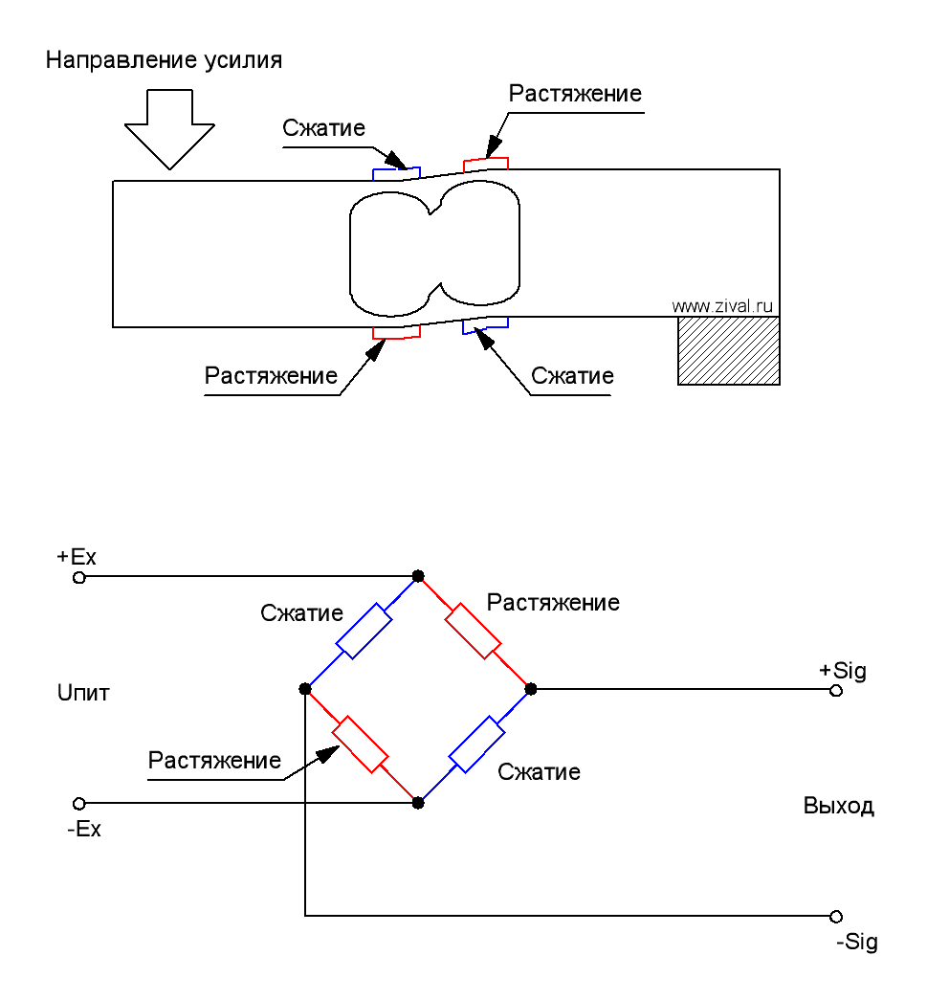 Направление усилия
Растяжение
Сжатие
www.zival.ru
Растяжение
Сжатие
+Ex
Сжатие
Растяжение
+Sig
Uпит
Растяжение
Сжатие
Выход
-Ex
-Sig